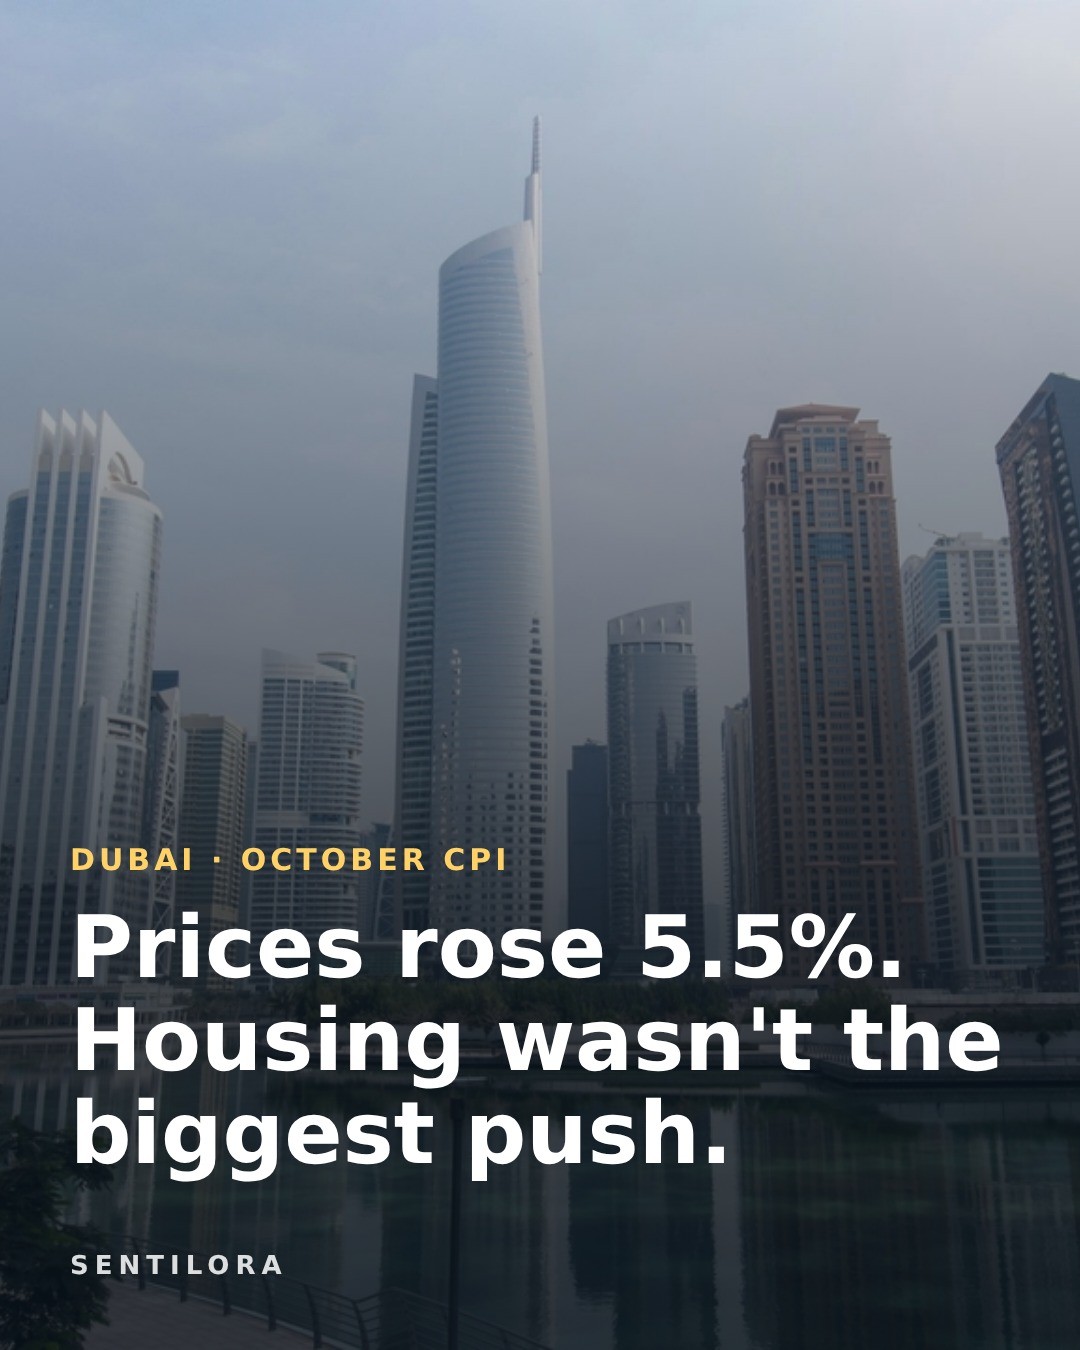 DUBAI · OCTOBER CPI
Prices rose 5.5%.
Housing wasn't the
biggest push.
SENTILORA